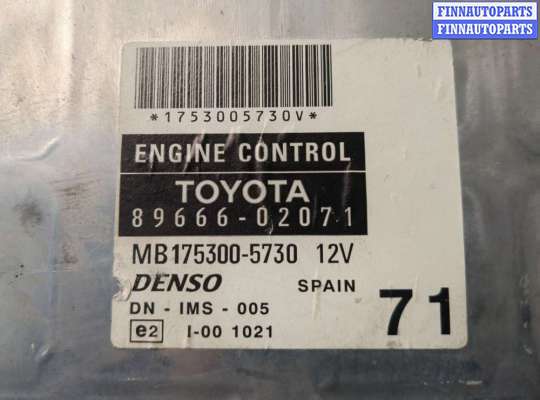 FINNAUTOPARTS
FINNAUTOPARTS
*1753005730V*
ENGINE CONTROL
TOYOTA
89666-02071
MB175300-5730 12V
DENSO SPAIN
DN - IMS - 005
e2 I-00 1021
71